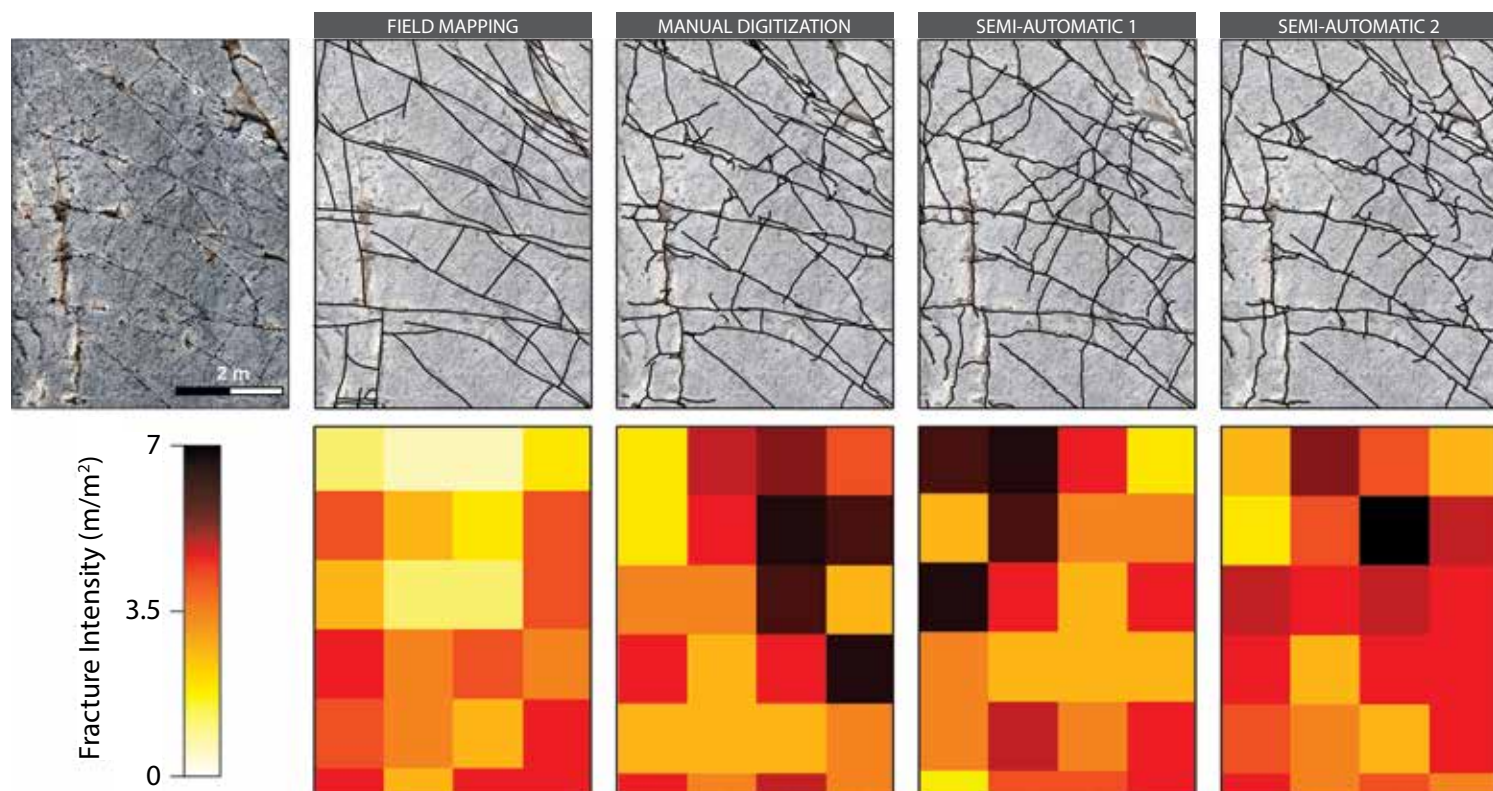 FIELD MAPPING
MANUAL DIGITIZATION
SEMI-AUTOMATIC 1
SEMI-AUTOMATIC 2
2 m
Fracture Intensity (m/m²)
7
3.5
0